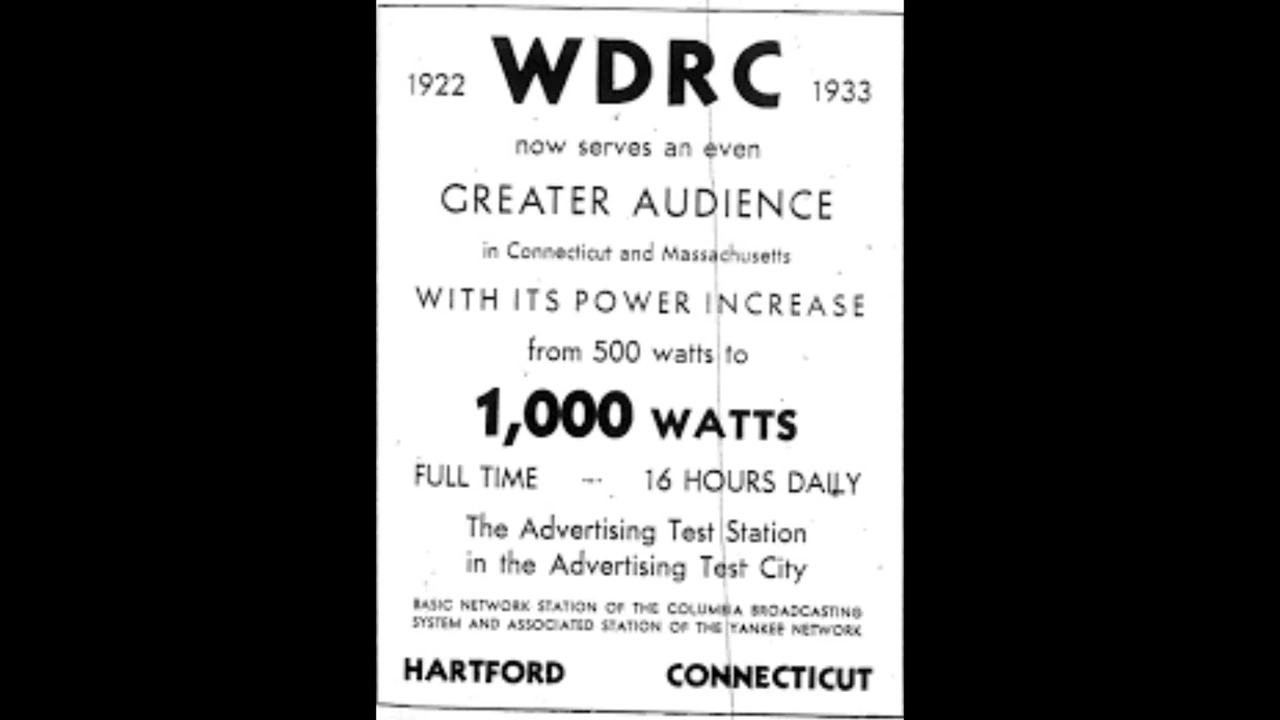 1922 WDRC 1933
now serves an even
GREATER AUDIENCE
in Connecticut and Massachusetts
WITH ITS POWER INCREASE
from 500 watts to
1,000 WATTS
FULL TIME --- 16 HOURS DAILY
The Advertising Test Station
in the Advertising Test City
BASIC NETWORK STATION OF THE COLUMBIA BROADCASTING
SYSTEM AND ASSOCIATED STATION OF THE YANKEE NETWORK
HARTFORD CONNECTICUT